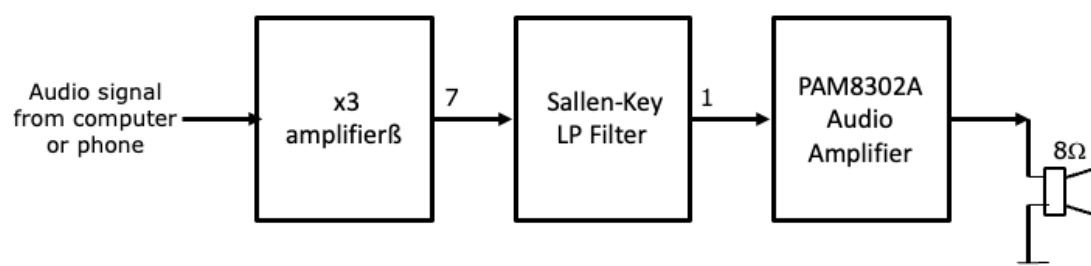 Audio signal
from computer
or phone
x3
amplifierß
7
Sallen-Key
LP Filter
1
PAM8302A
Audio
Amplifier
8Ω